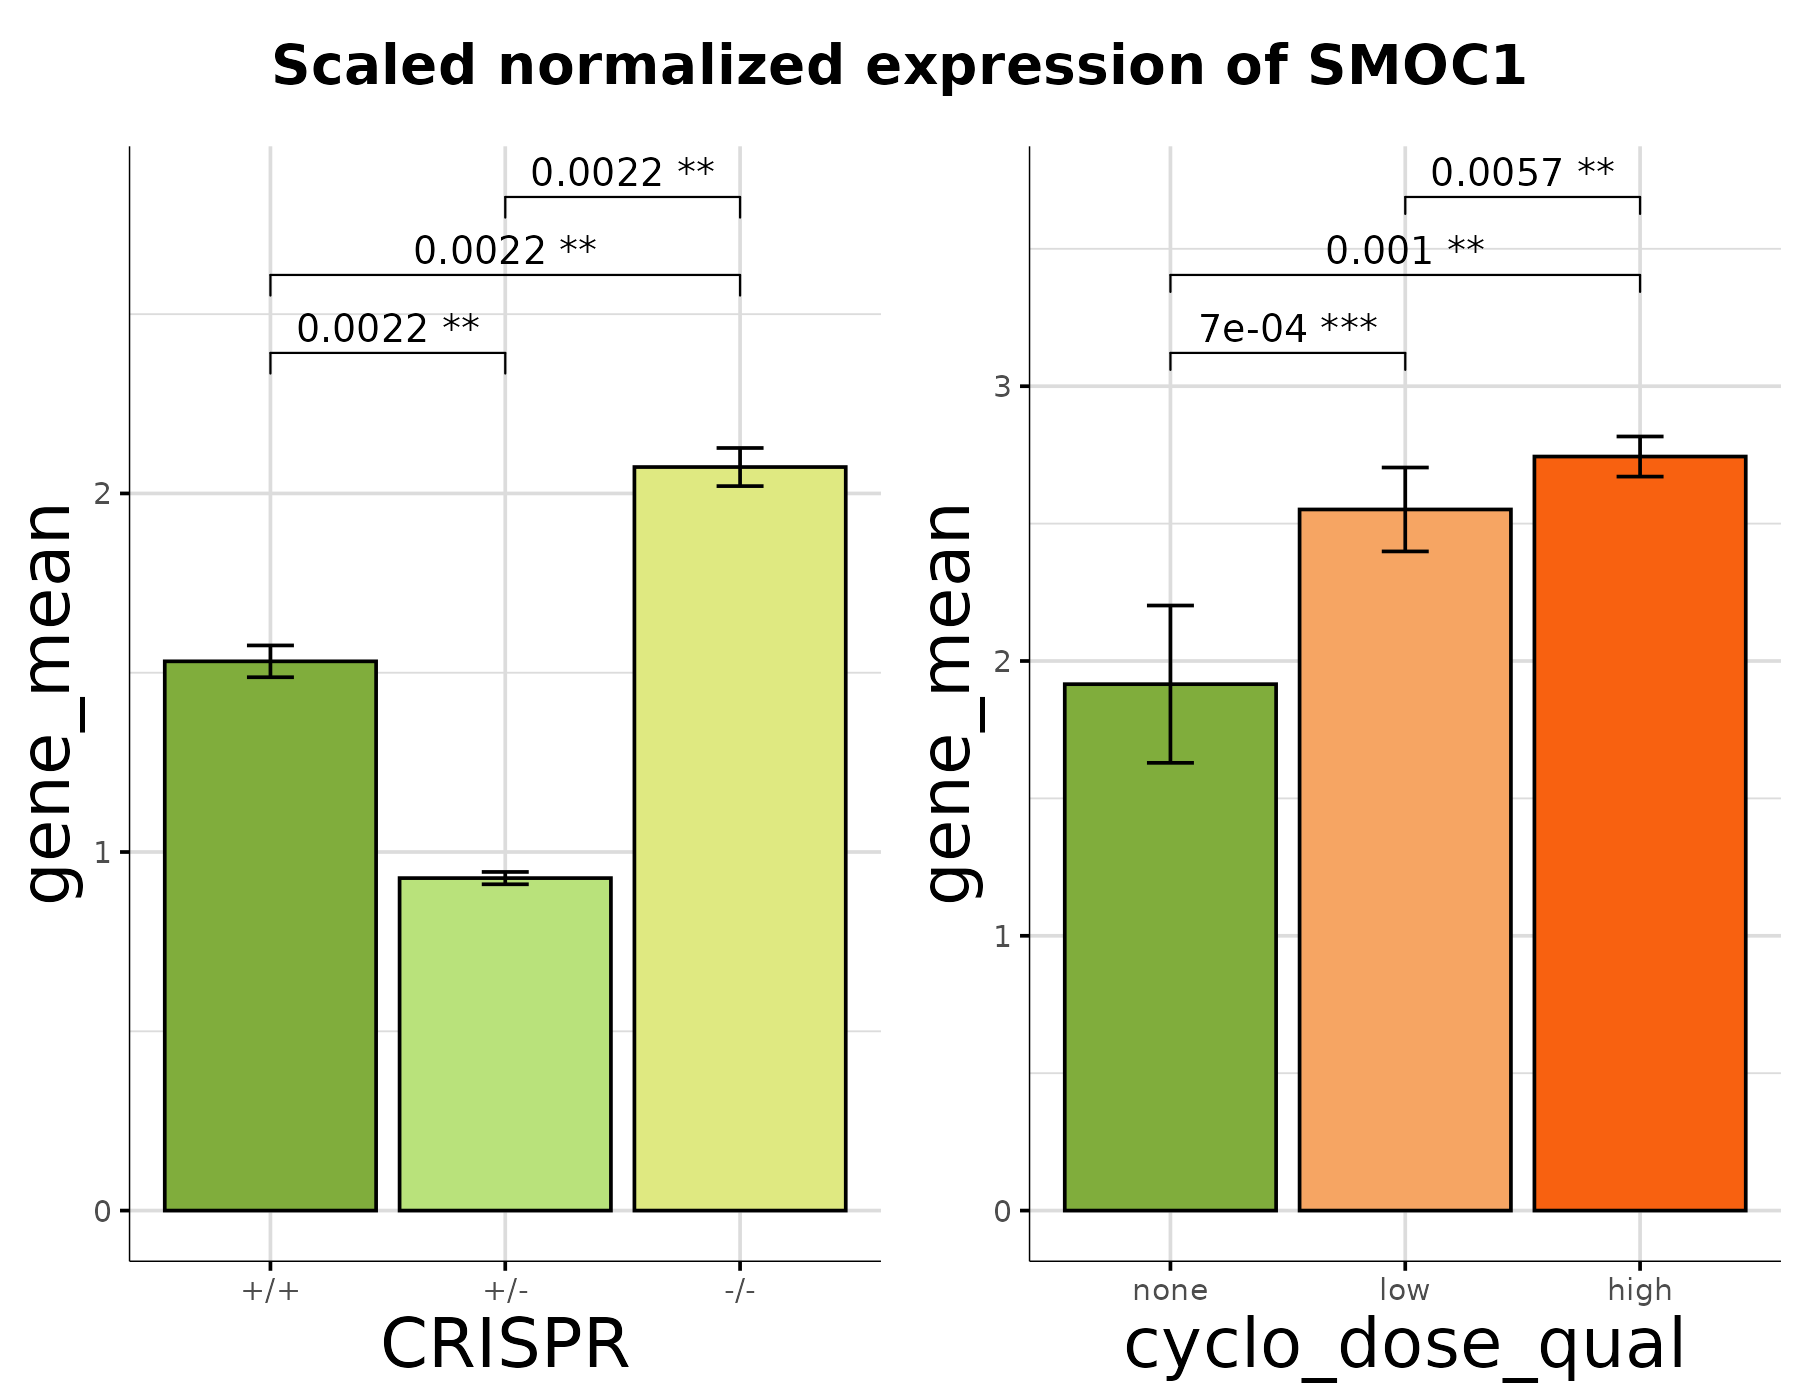 Scaled normalized expression of SMOC1
0.0022 **
0.0022 **
0.0022 **
2
1
0
gene_mean
+/+
+/-
-/-
CRISPR
0.0057 **
0.001 **
7e-04 ***
3
2
1
0
gene_mean
none
low
high
cyclo_dose_qual